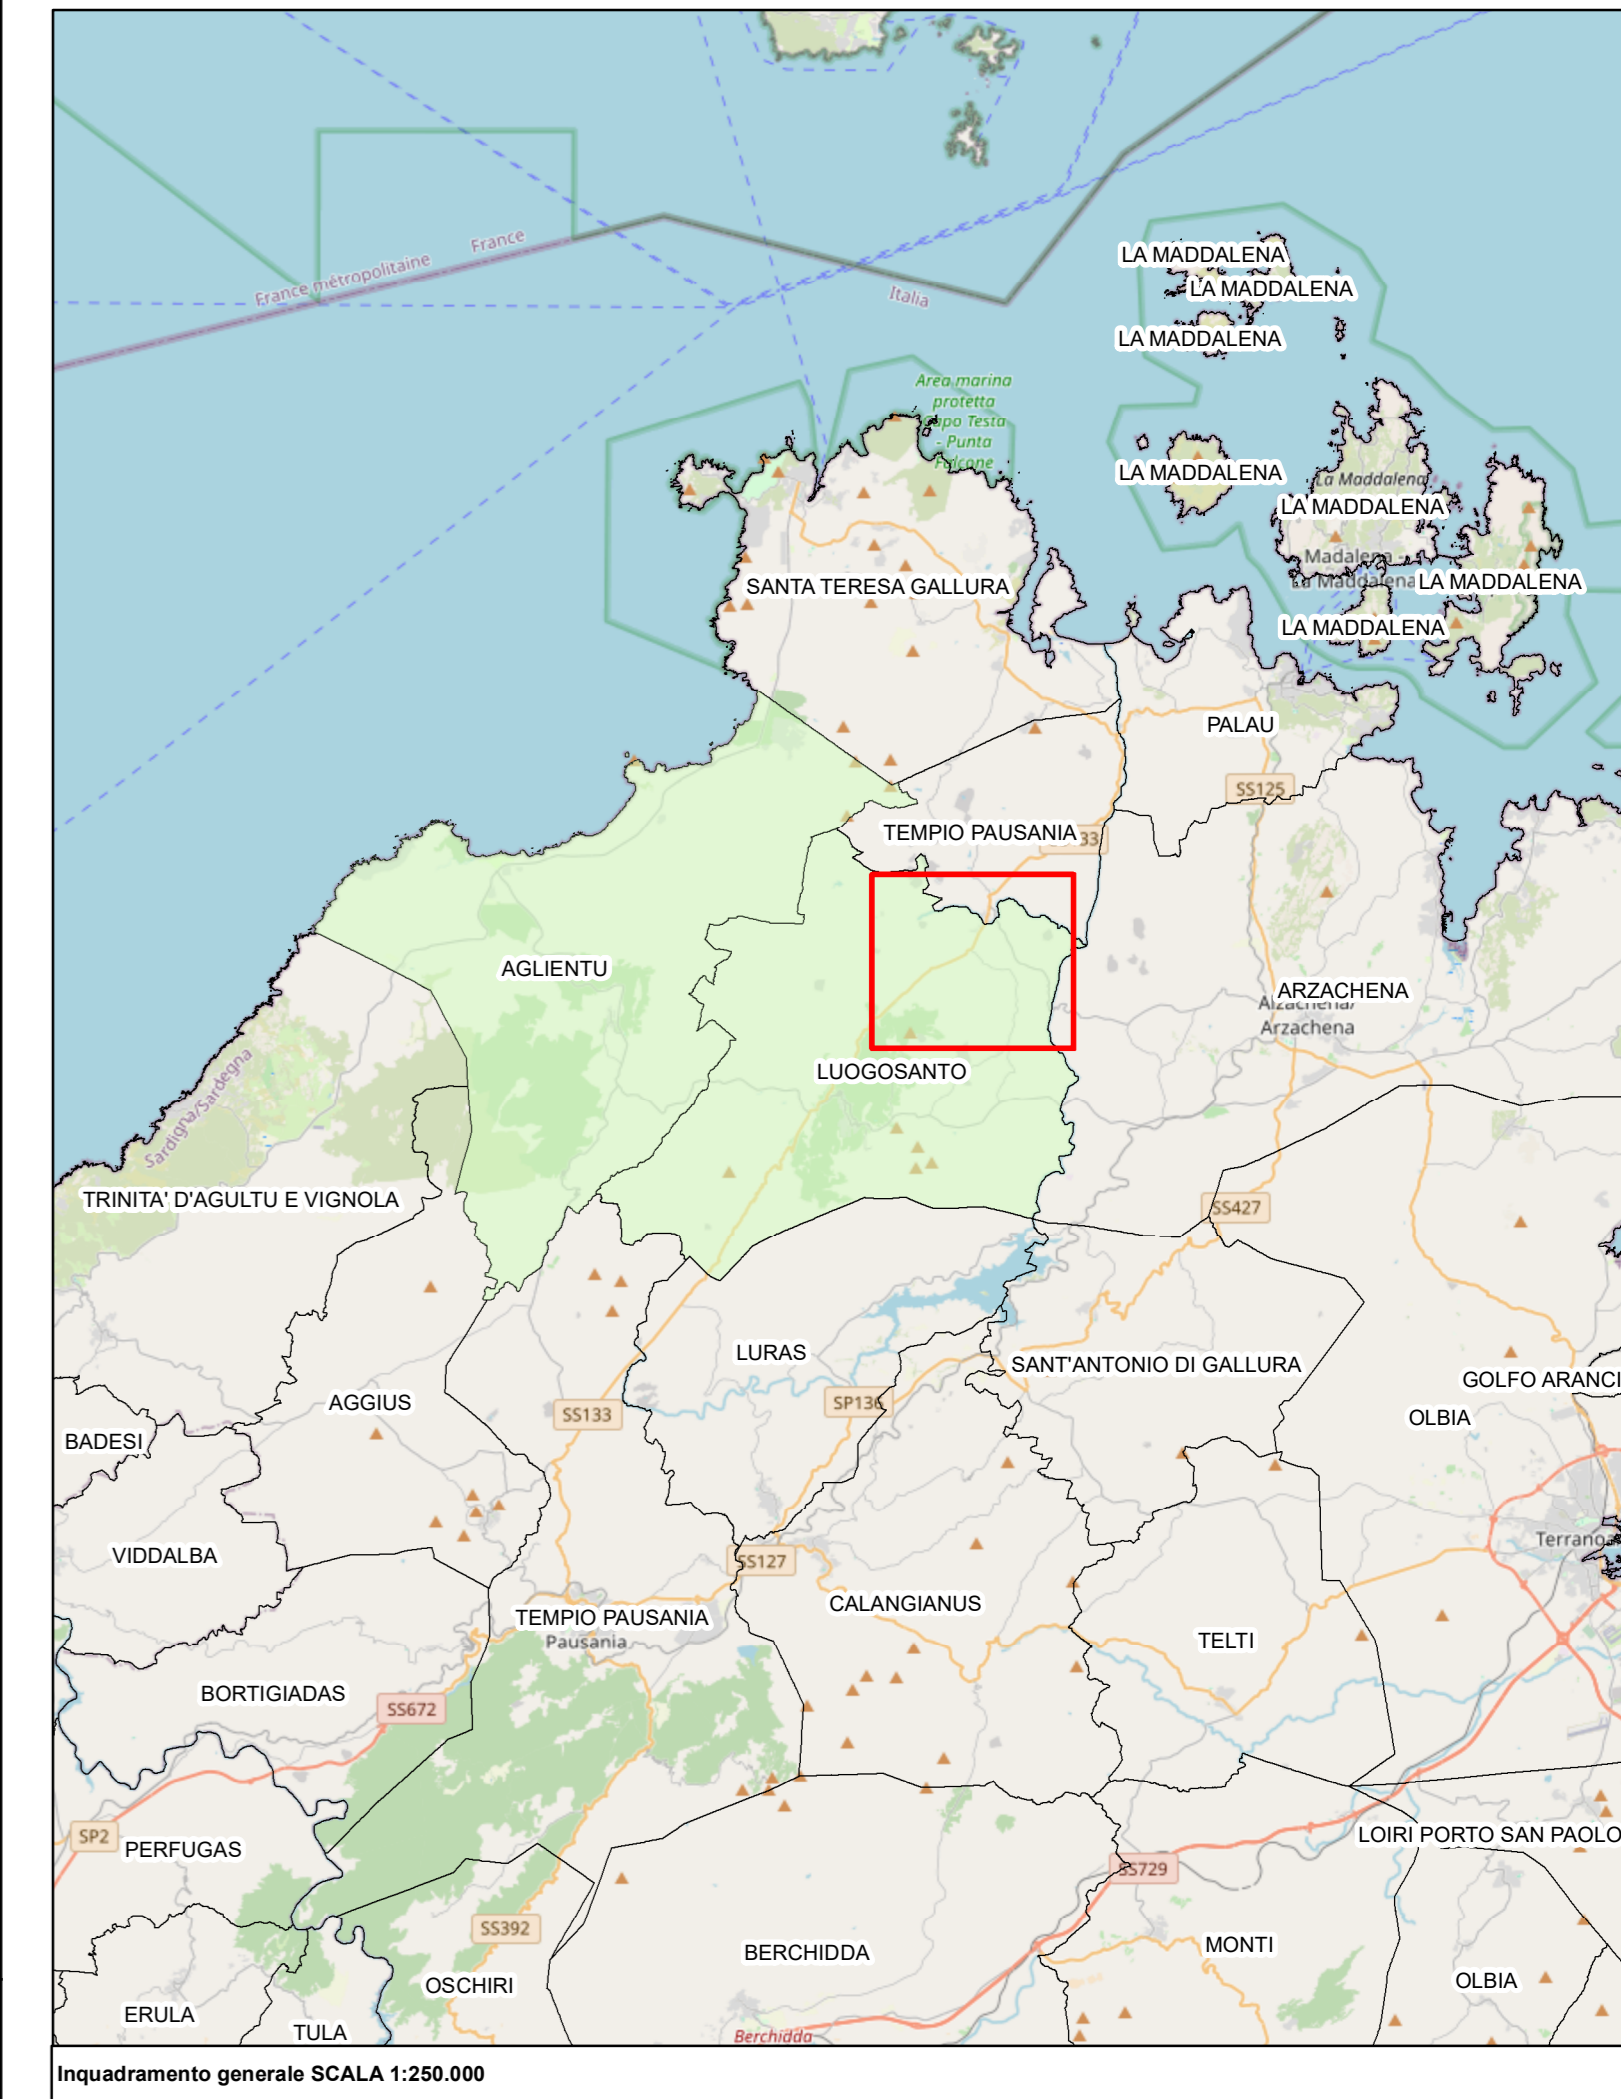 France
France métropolitaine
Italia
LA MADDALENA
LA MADDALENA
LA MADDALENA
Area marina
protetta
Capo Testa
- Punta
Falcone
LA MADDALENA
La Maddalena
LA MADDALENA
Madalena -
La Maddalena
LA MADDALENA
SANTA TERESA GALLURA
LA MADDALENA
PALAU
SS125
TEMPIO PAUSANIA
33
AGLIENTU
ARZACHENA
Arzachena/
Arzachena
LUOGOSANTO
Sardigna/Sardegna
TRINITA' D'AGULTU E VIGNOLA
SS427
LURAS
SANT'ANTONIO DI GALLURA
GOLFO ARANCI
AGGIUS
SS133
SP136
OLBIA
BADESI
VIDDALBA
SS127
Terranoa
CALANGIANUS
TEMPIO PAUSANIA
Pausania
TELTI
BORTIGIADAS
SS672
SP2
PERFUGAS
LOIRI PORTO SAN PAOLO
SS729
SS392
BERCHIDDA
MONTI
OSCHIRI
OLBIA
ERULA
TULA
Berchidda
Inquadramento generale SCALA 1:250.000